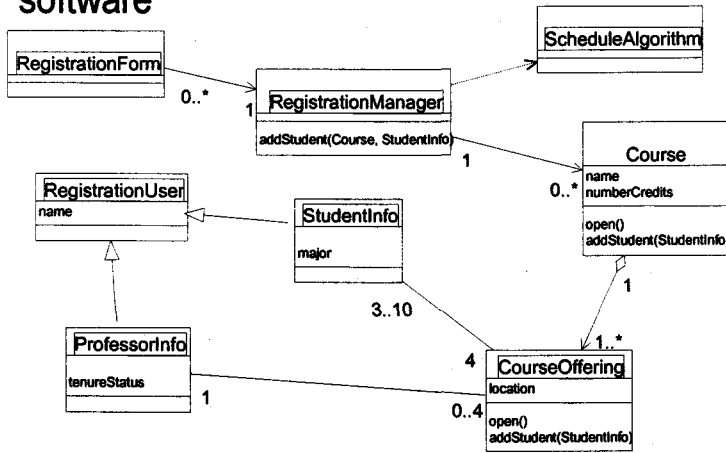 software
RegistrationForm
ScheduleAlgorithm
0..*
1
RegistrationManager
addStudent(Course, StudentInfo)
1
0..*
Course
name
numberCredits
open()
addStudent(StudentInfo
1
RegistrationUser
name
StudentInfo
major
3..10
4
1..*
ProfessorInfo
tenureStatus
1
0..4
CourseOffering
location
open()
addStudent(StudentInfo)